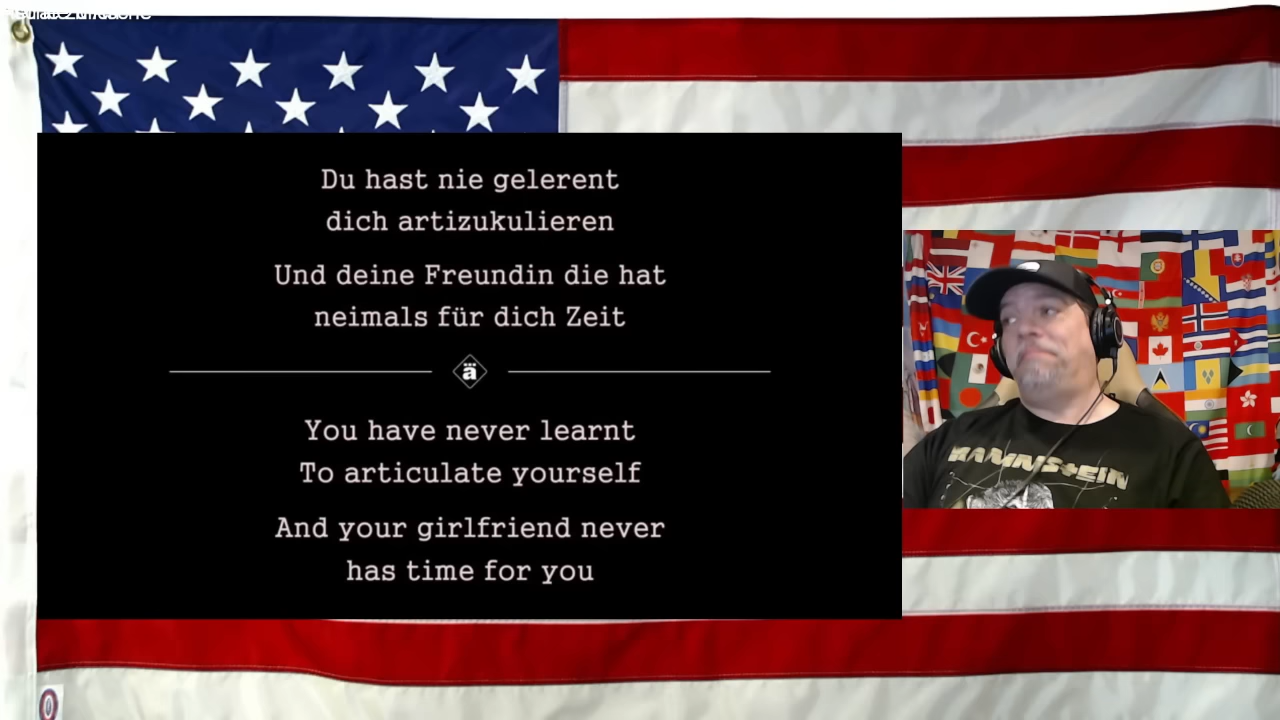 Du hast nie gelerent
dich artizukulieren
Und deine Freundin die hat
neimals für dich Zeit
ä
You have never learnt
To articulate yourself
And your girlfriend never
has time for you
RAMMSTEIN